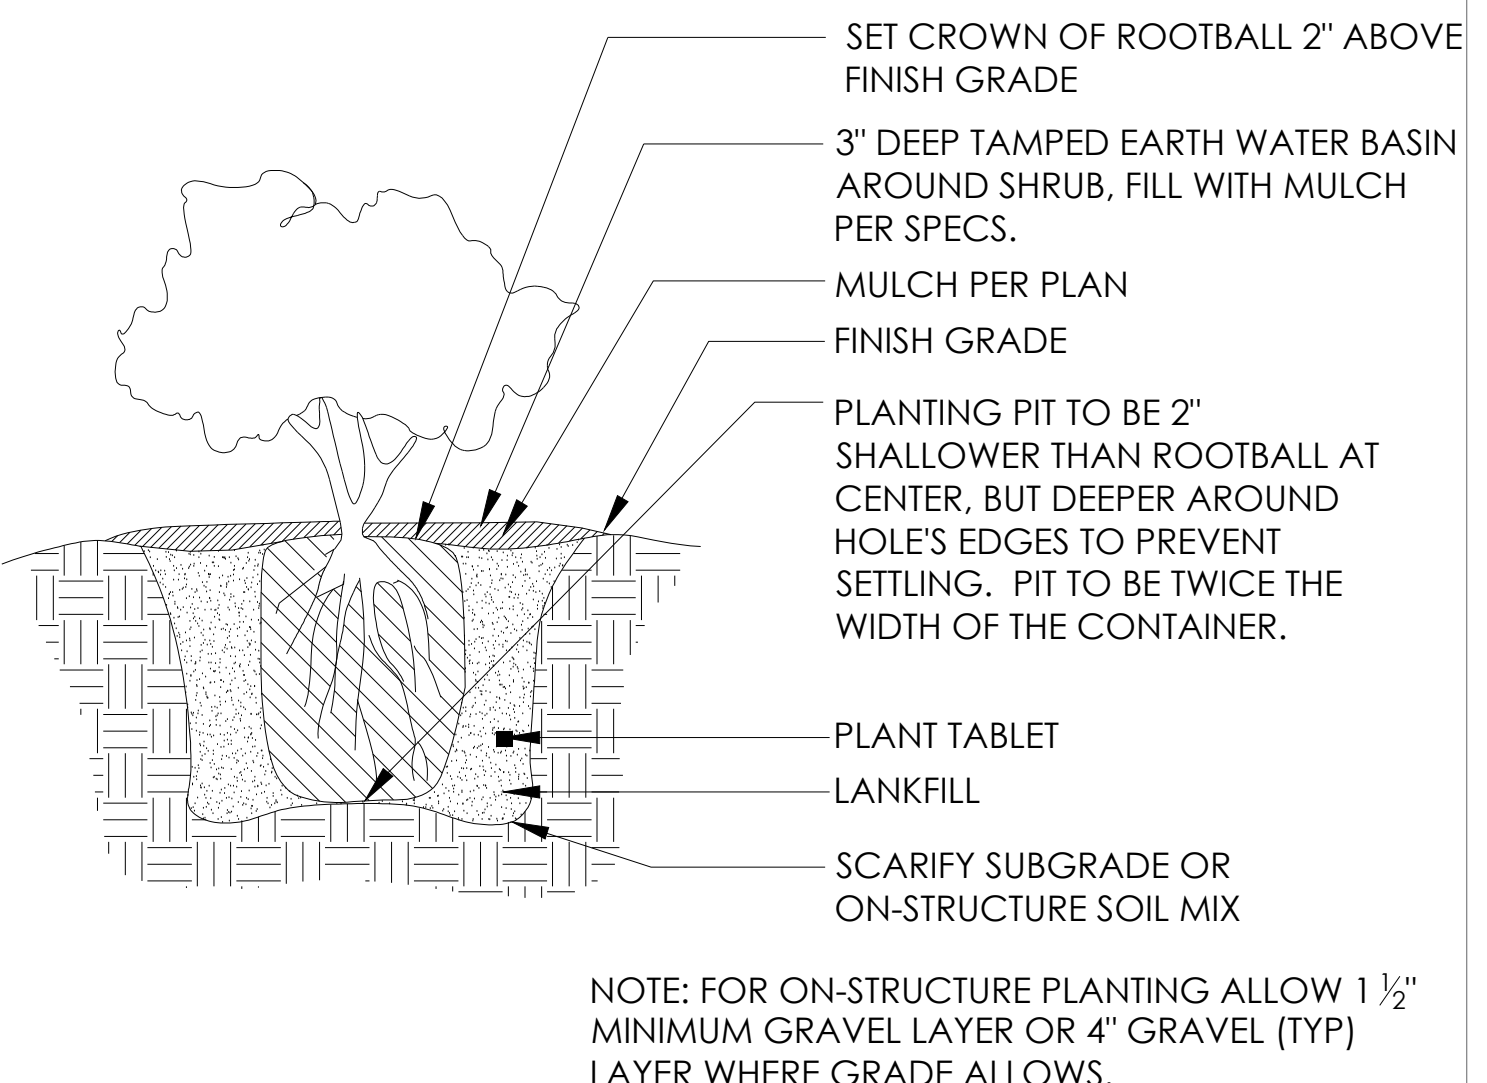 SET CROWN OF ROOTBALL 2" ABOVE
FINISH GRADE
3" DEEP TAMPED EARTH WATER BASIN
AROUND SHRUB, FILL WITH MULCH
PER SPECS.
MULCH PER PLAN
FINISH GRADE
PLANTING PIT TO BE 2"
SHALLOWER THAN ROOTBALL AT
CENTER, BUT DEEPER AROUND
HOLE'S EDGES TO PREVENT
SETTLING.  PIT TO BE TWICE THE
WIDTH OF THE CONTAINER.
PLANT TABLET
LANKFILL
SCARIFY SUBGRADE OR
ON-STRUCTURE SOIL MIX
NOTE: FOR ON-STRUCTURE PLANTING ALLOW 1 ½"
MINIMUM GRAVEL LAYER OR 4" GRAVEL (TYP)
LAYER WHERE GRADE ALLOWS.